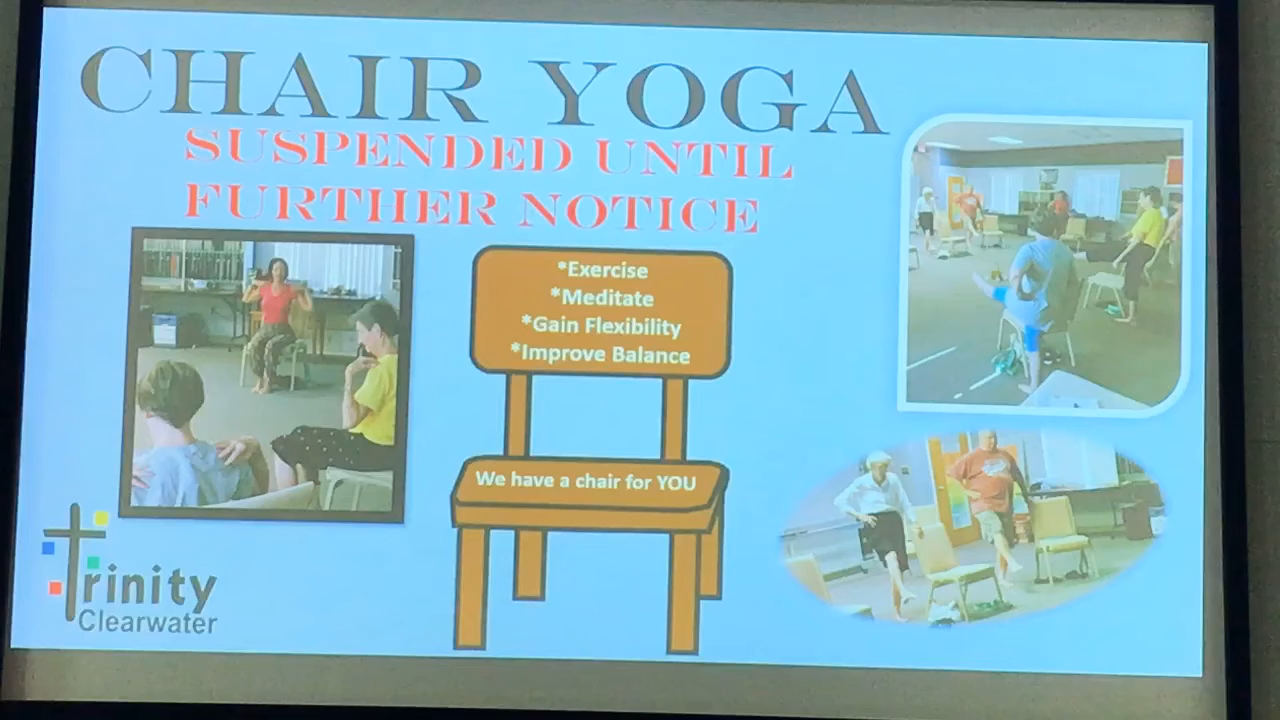 CHAIR YOGA
SUSPENDED UNTIL
FURTHER NOTICE
*Exercise
*Meditate
*Gain Flexibility
*Improve Balance
We have a chair for YOU
Trinity
Clearwater